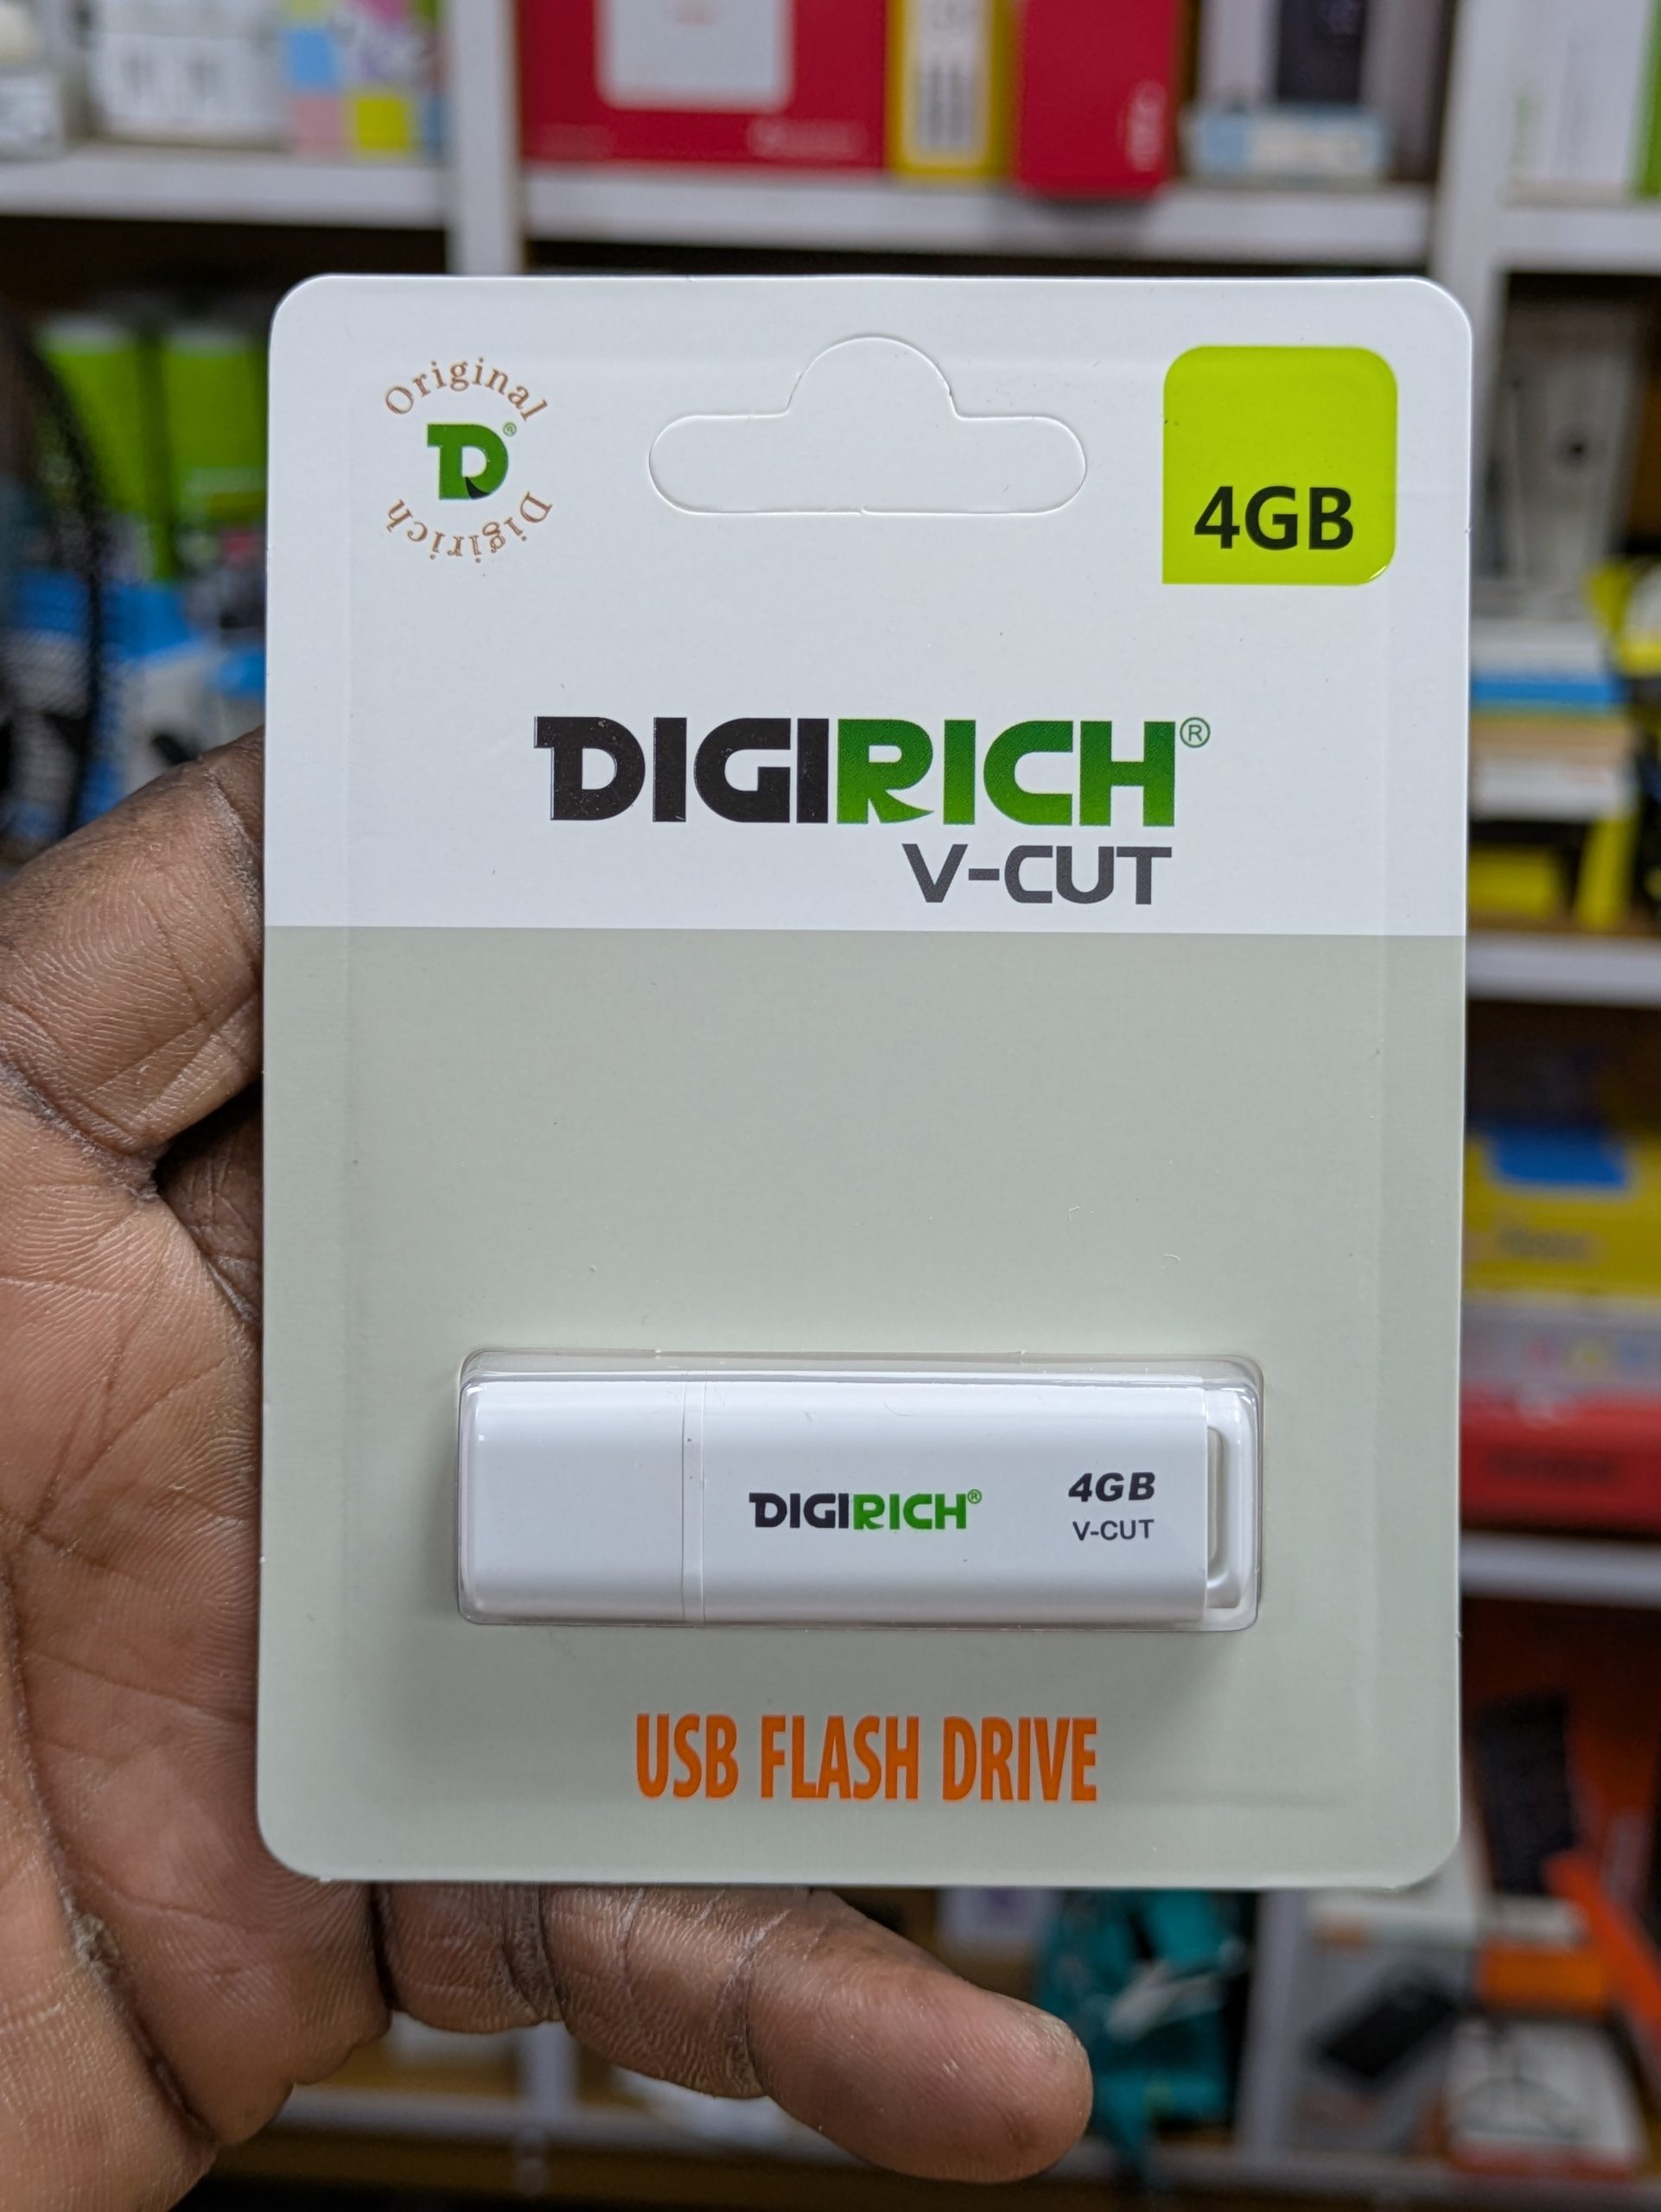 Original
D®
Digirich
4GB
DIGIRICH®
V-CUT
DIGIRICH®
4GB
V-CUT
USB FLASH DRIVE